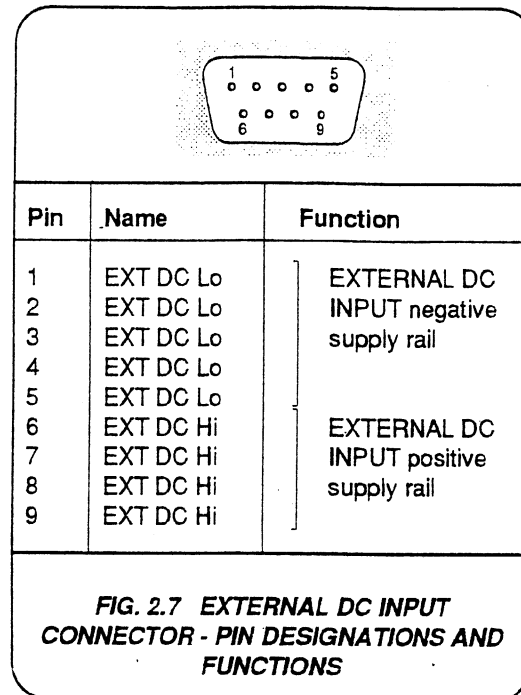 1 5
6 9
Pin Name Function
1 EXT DC Lo EXTERNAL DC
2 EXT DC Lo INPUT negative
3 EXT DC Lo supply rail
4 EXT DC Lo
5 EXT DC Lo
6 EXT DC Hi EXTERNAL DC
7 EXT DC Hi INPUT positive
8 EXT DC Hi supply rail
9 EXT DC Hi
FIG. 2.7 EXTERNAL DC INPUT
CONNECTOR - PIN DESIGNATIONS AND
FUNCTIONS